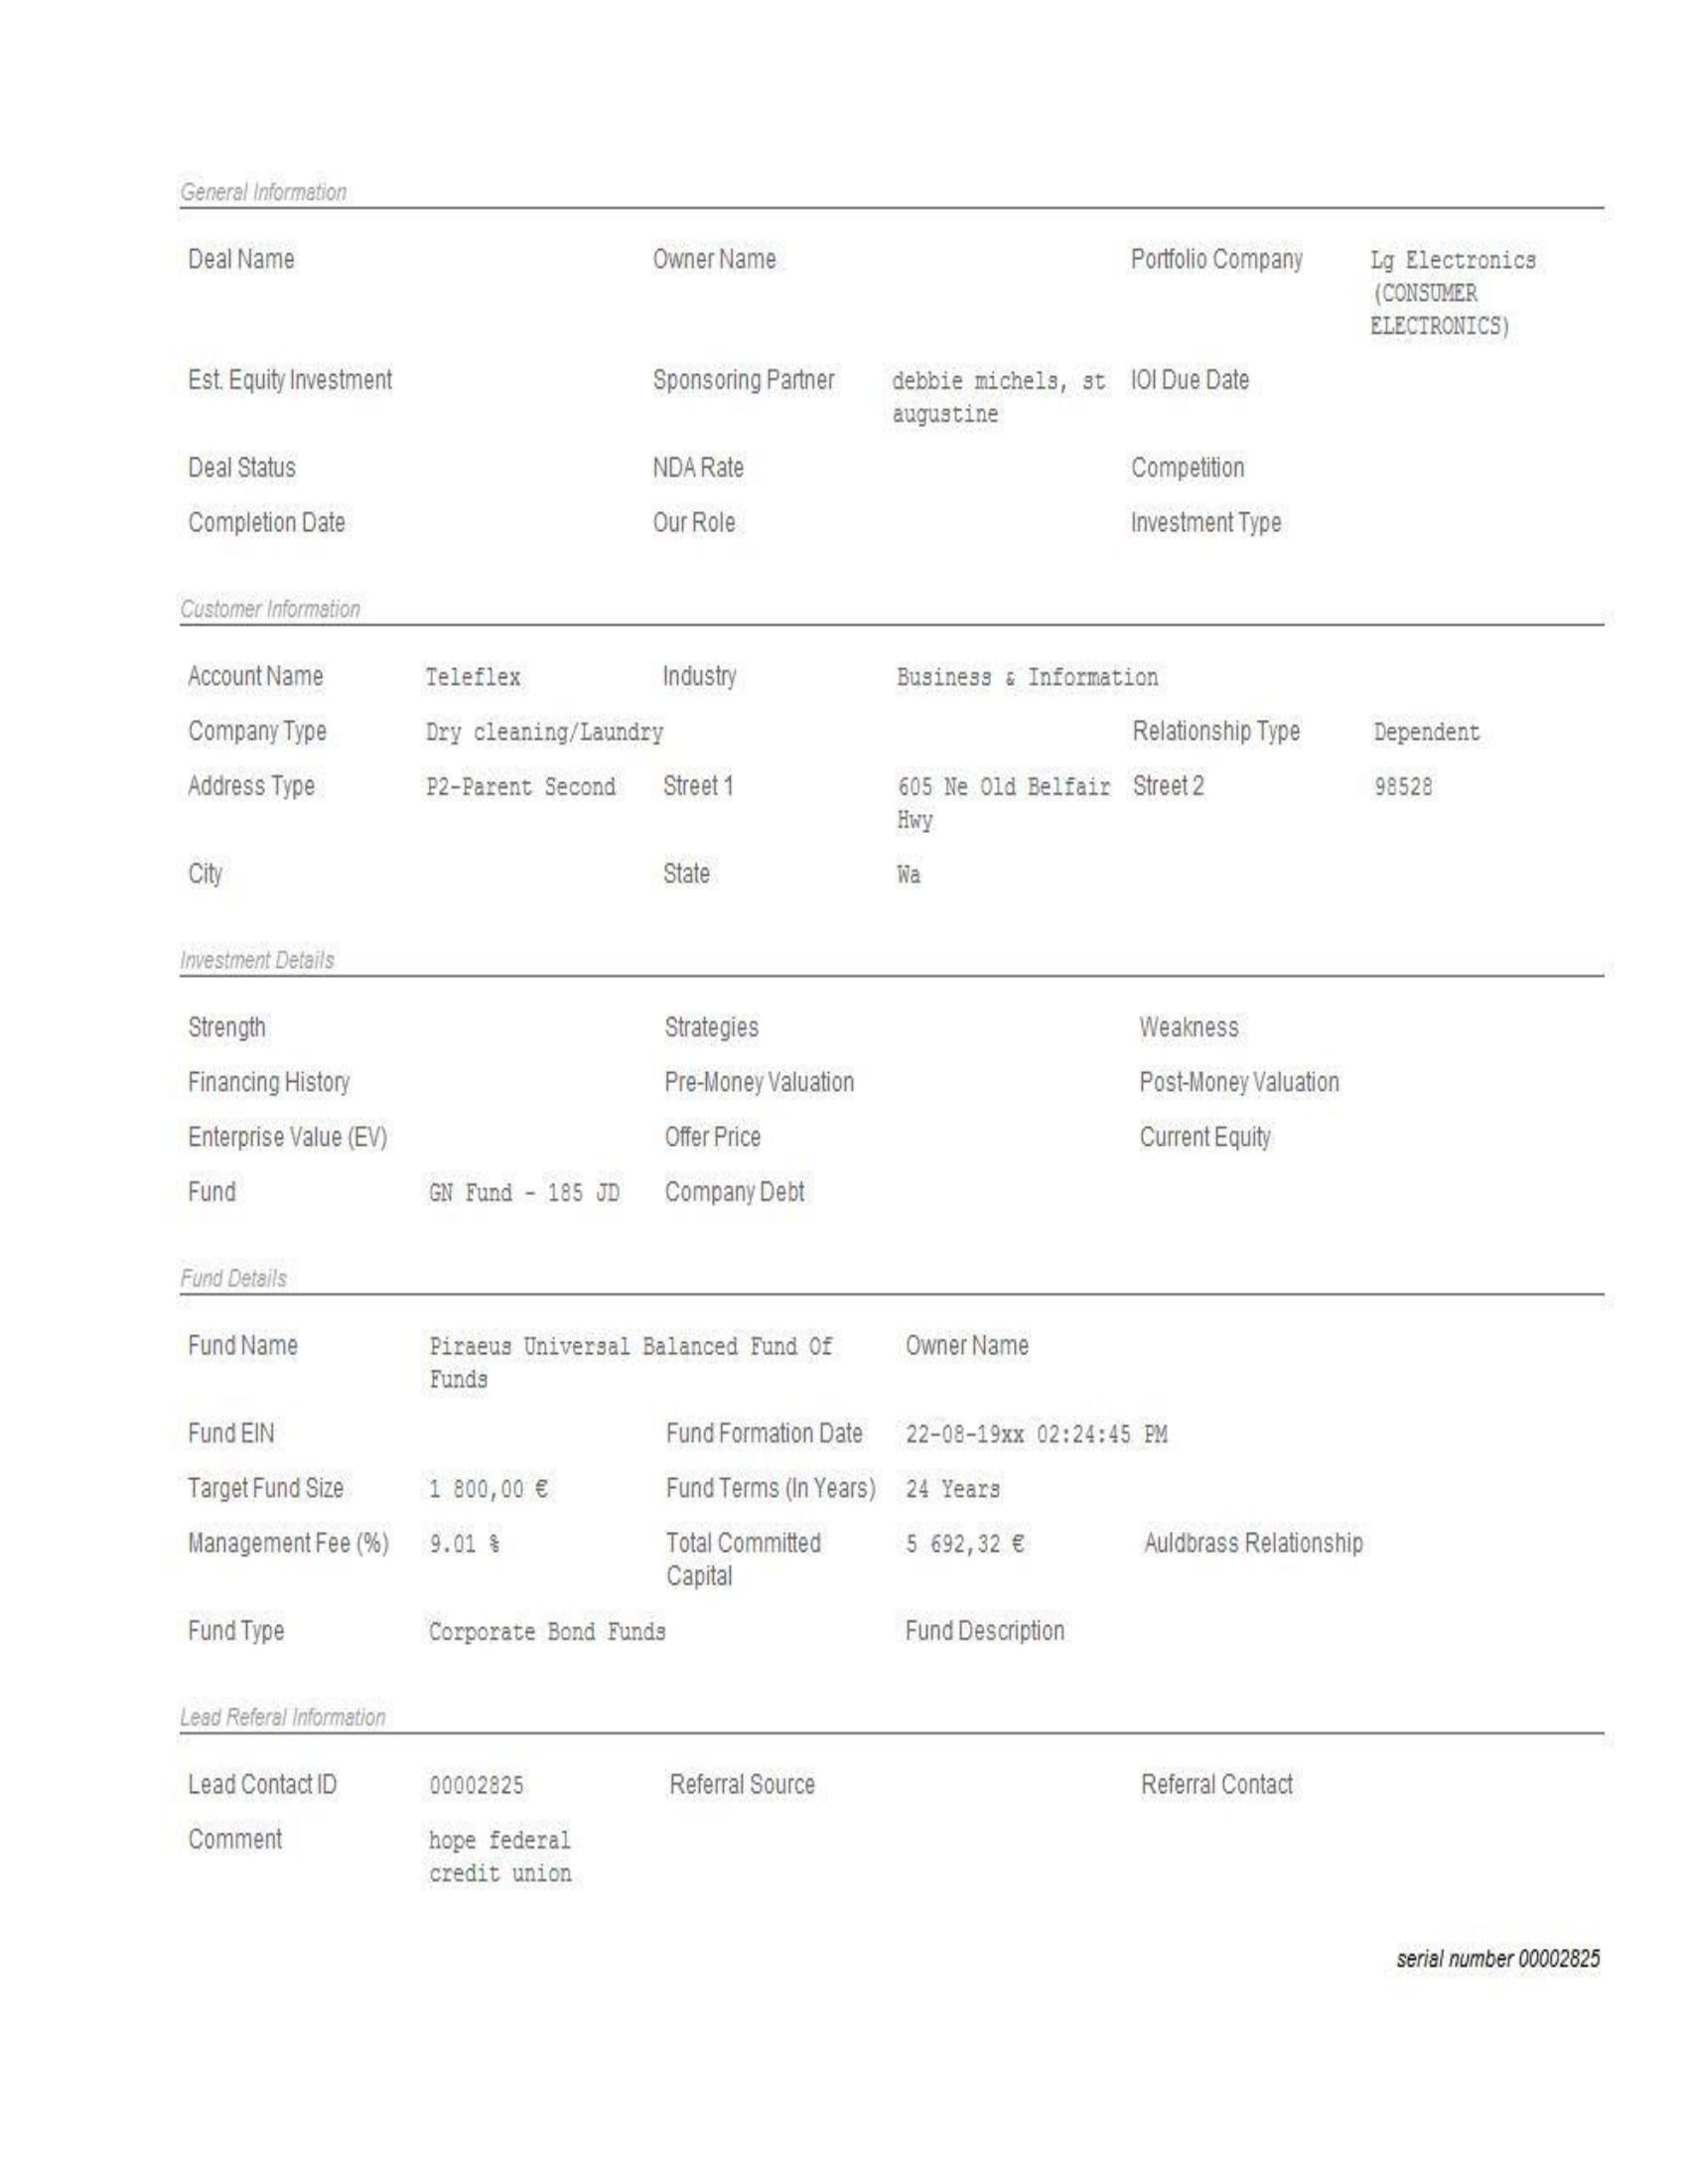 General Information
Deal Name Owner Name Portfolio Company Lg Electronics
(CONSUMER
ELECTRONICS)
Est. Equity Investment Sponsoring Partner debbie michels, st IOI Due Date
augustine
Deal Status NDA Rate Competition
Completion Date Our Role Investment Type
Customer Information
Account Name Teleflex Industry Business & Information
Company Type Dry cleaning/Laundry Relationship Type Dependent
Address Type P2-Parent Second Street 1 605 Ne Old Belfair Street 2 98528
Hwy
City State Wa
Investment Details
Strength Strategies Weakness
Financing History Pre-Money Valuation Post-Money Valuation
Enterprise Value (EV) Offer Price Current Equity
Fund GN Fund - 185 JD Company Debt
Fund Details
Fund Name Piraeus Universal Balanced Fund Of Owner Name
Funds
Fund EIN Fund Formation Date 22-08-19xx 02:24:45 PM
Target Fund Size 1 800,00 € Fund Terms (In Years) 24 Years
Management Fee (%) 9.01 % Total Committed 5 692,32 € Auldbrass Relationship
Capital
Fund Type Corporate Bond Funds Fund Description
Lead Referal Information
Lead Contact ID 00002825 Referral Source Referral Contact
Comment hope federal
credit union
serial number 00002825